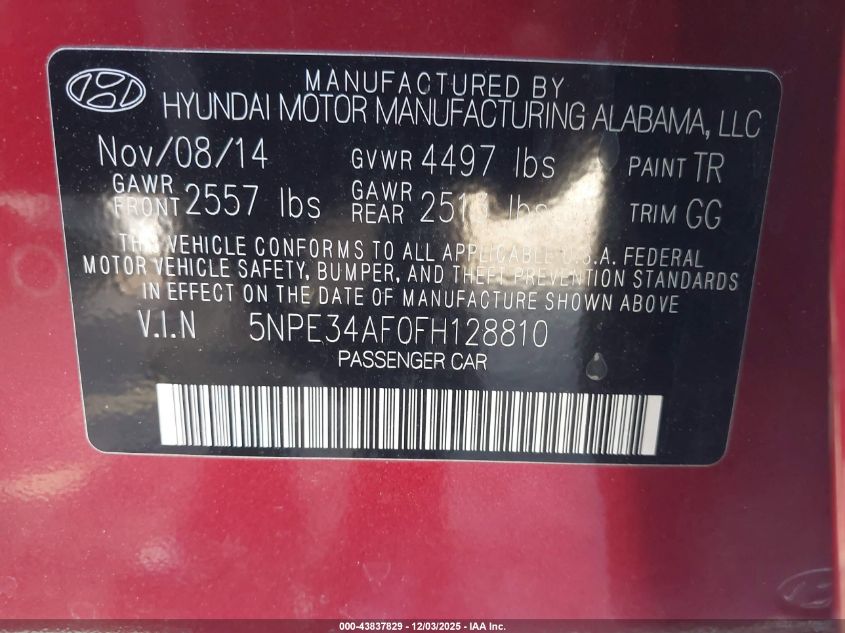 MANUFACTURED BY
HYUNDAI MOTOR MANUFACTURING ALABAMA, LLC
Nov/08/14 GVWR 4497 lbs PAINT TR
GAWR FRONT 2557 lbs GAWR REAR lbs TRIM GG
THIS VEHICLE CONFORMS TO ALL APPLICABLE U.S.A. FEDERAL
MOTOR VEHICLE SAFETY, BUMPER, AND THEFT PREVENTION STANDARDS
IN EFFECT ON THE DATE OF MANUFACTURE SHOWN ABOVE
V.I.N 5NPE34AF0FH128810
PASSENGER CAR
000-43837829 - 12/03/2025 - IAA Inc.